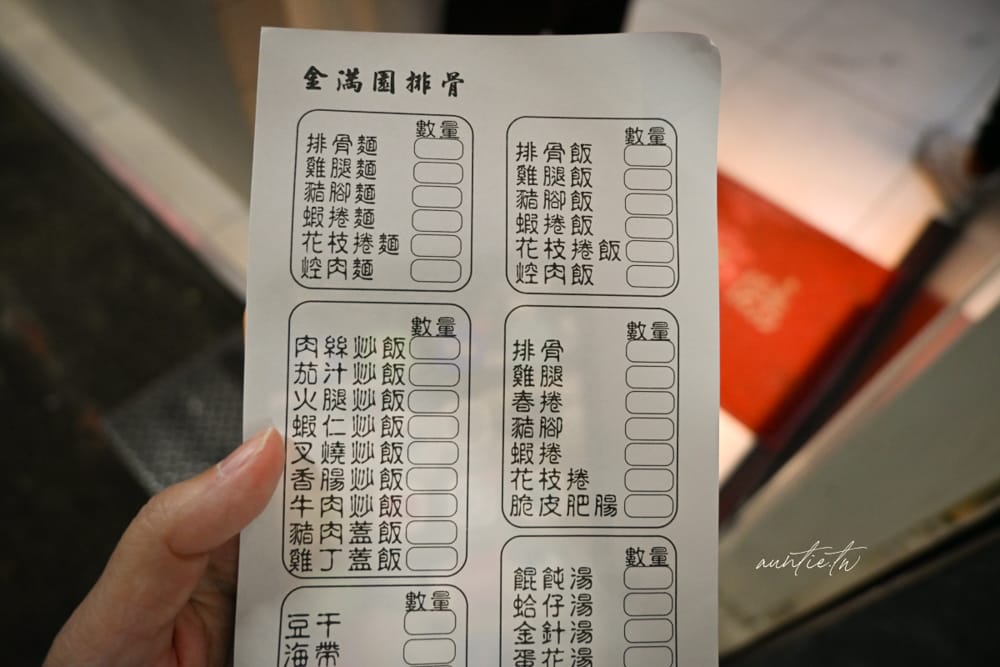 金滿園排骨
數量
排骨麵
雞腿麵
豬腳麵
蝦捲麵
花枝捲麵
焢肉麵
數量
排骨飯
雞腿飯
豬腳飯
蝦捲飯
花枝捲飯
焢肉飯
數量
肉絲炒飯
茄汁炒飯
火腿炒飯
蝦仁炒飯
叉燒炒飯
香腸炒飯
牛肉炒飯
豬肉蓋飯
雞丁蓋飯
數量
排骨
雞腿
春捲
豬腳
蝦捲
花枝捲
脆皮肥腸
數量
豆干
海帶
數量
餛飩湯
蛤仔湯
金針湯
蛋花湯
auntie.tw